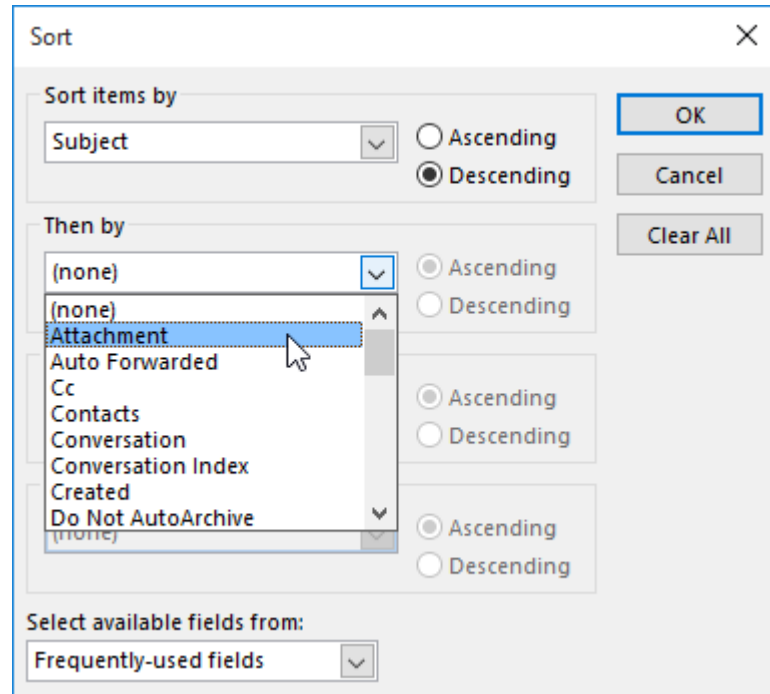 Sort
Sort items by
Subject
Ascending
Descending
OK
Cancel
Clear All
Then by
(none)
Ascending
Descending
(none)
Attachment
Auto Forwarded
Cc
Contacts
Conversation
Conversation Index
Created
Do Not AutoArchive
Ascending
Descending
(none)
Ascending
Descending
Select available fields from:
Frequently-used fields